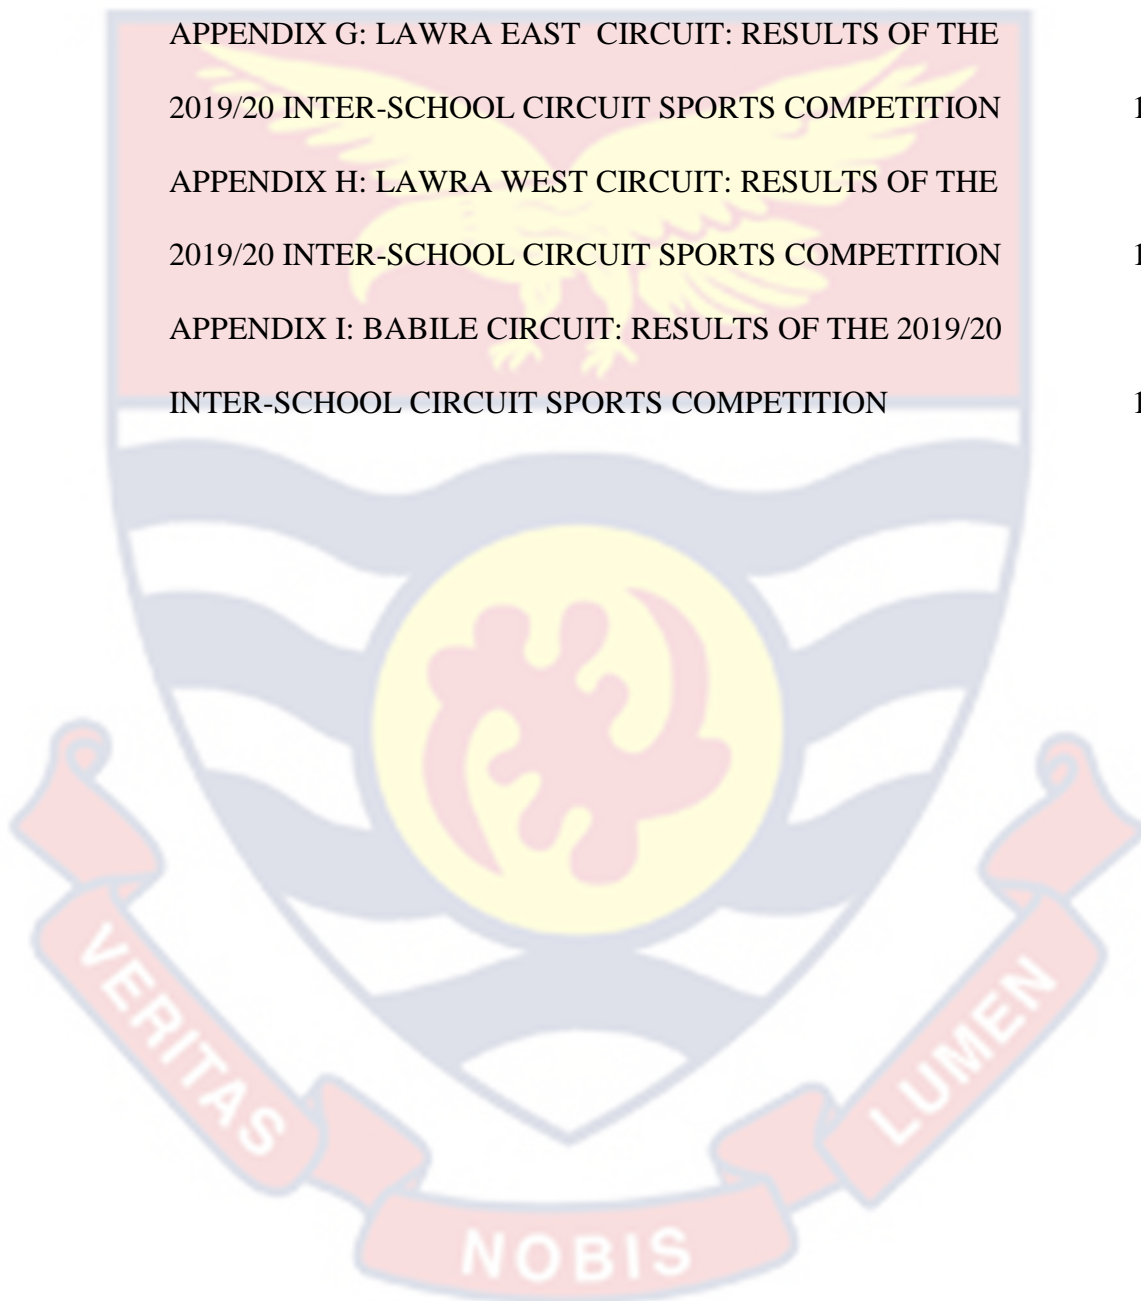 APPENDIX G: LAWRA EAST CIRCUIT: RESULTS OF THE
2019/20 INTER-SCHOOL CIRCUIT SPORTS COMPETITION
APPENDIX H: LAWRA WEST CIRCUIT: RESULTS OF THE
2019/20 INTER-SCHOOL CIRCUIT SPORTS COMPETITION
APPENDIX I: BABILE CIRCUIT: RESULTS OF THE 2019/20
INTER-SCHOOL CIRCUIT SPORTS COMPETITION
VERITAS
NOBIS
LUMEN